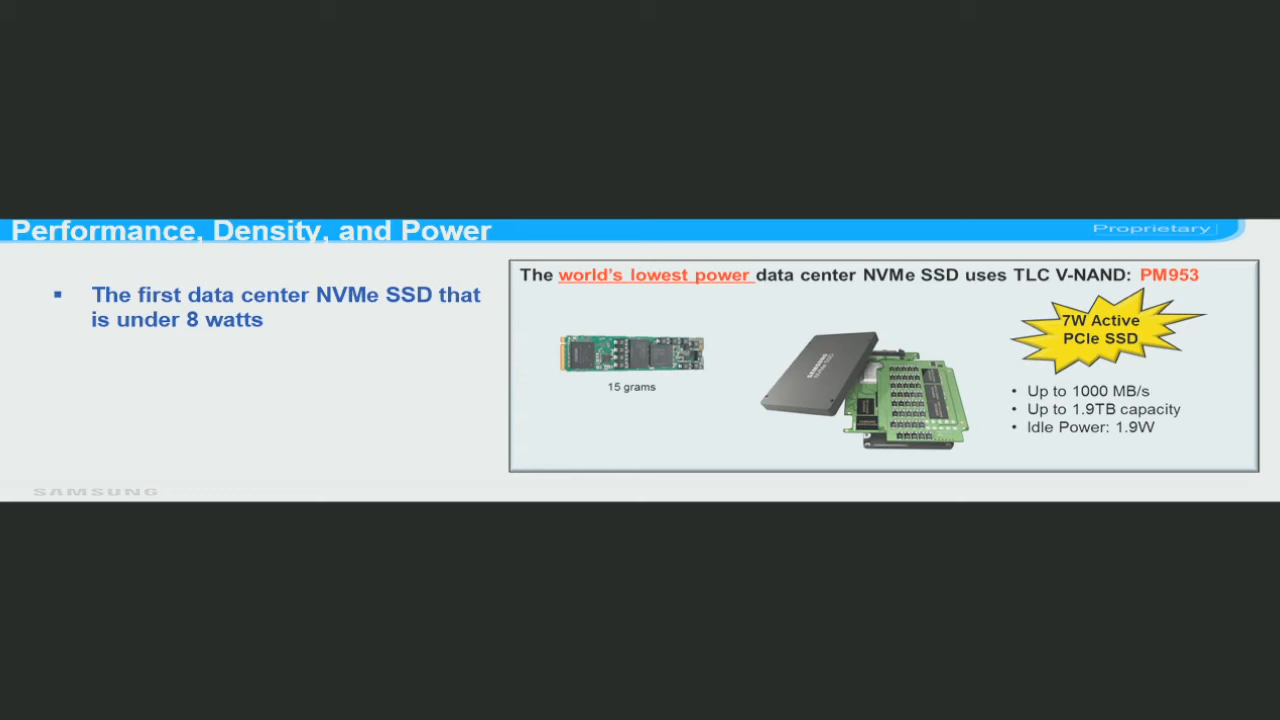 Performance, Density, and Power
Proprietary
▪ The first data center NVMe SSD that
is under 8 watts
The world's lowest power data center NVMe SSD uses TLC V-NAND: PM953
7W Active
PCIe SSD
15 grams
SAMSUNG
• Up to 1000 MB/s
• Up to 1.9TB capacity
• Idle Power: 1.9W
SAMSUNG